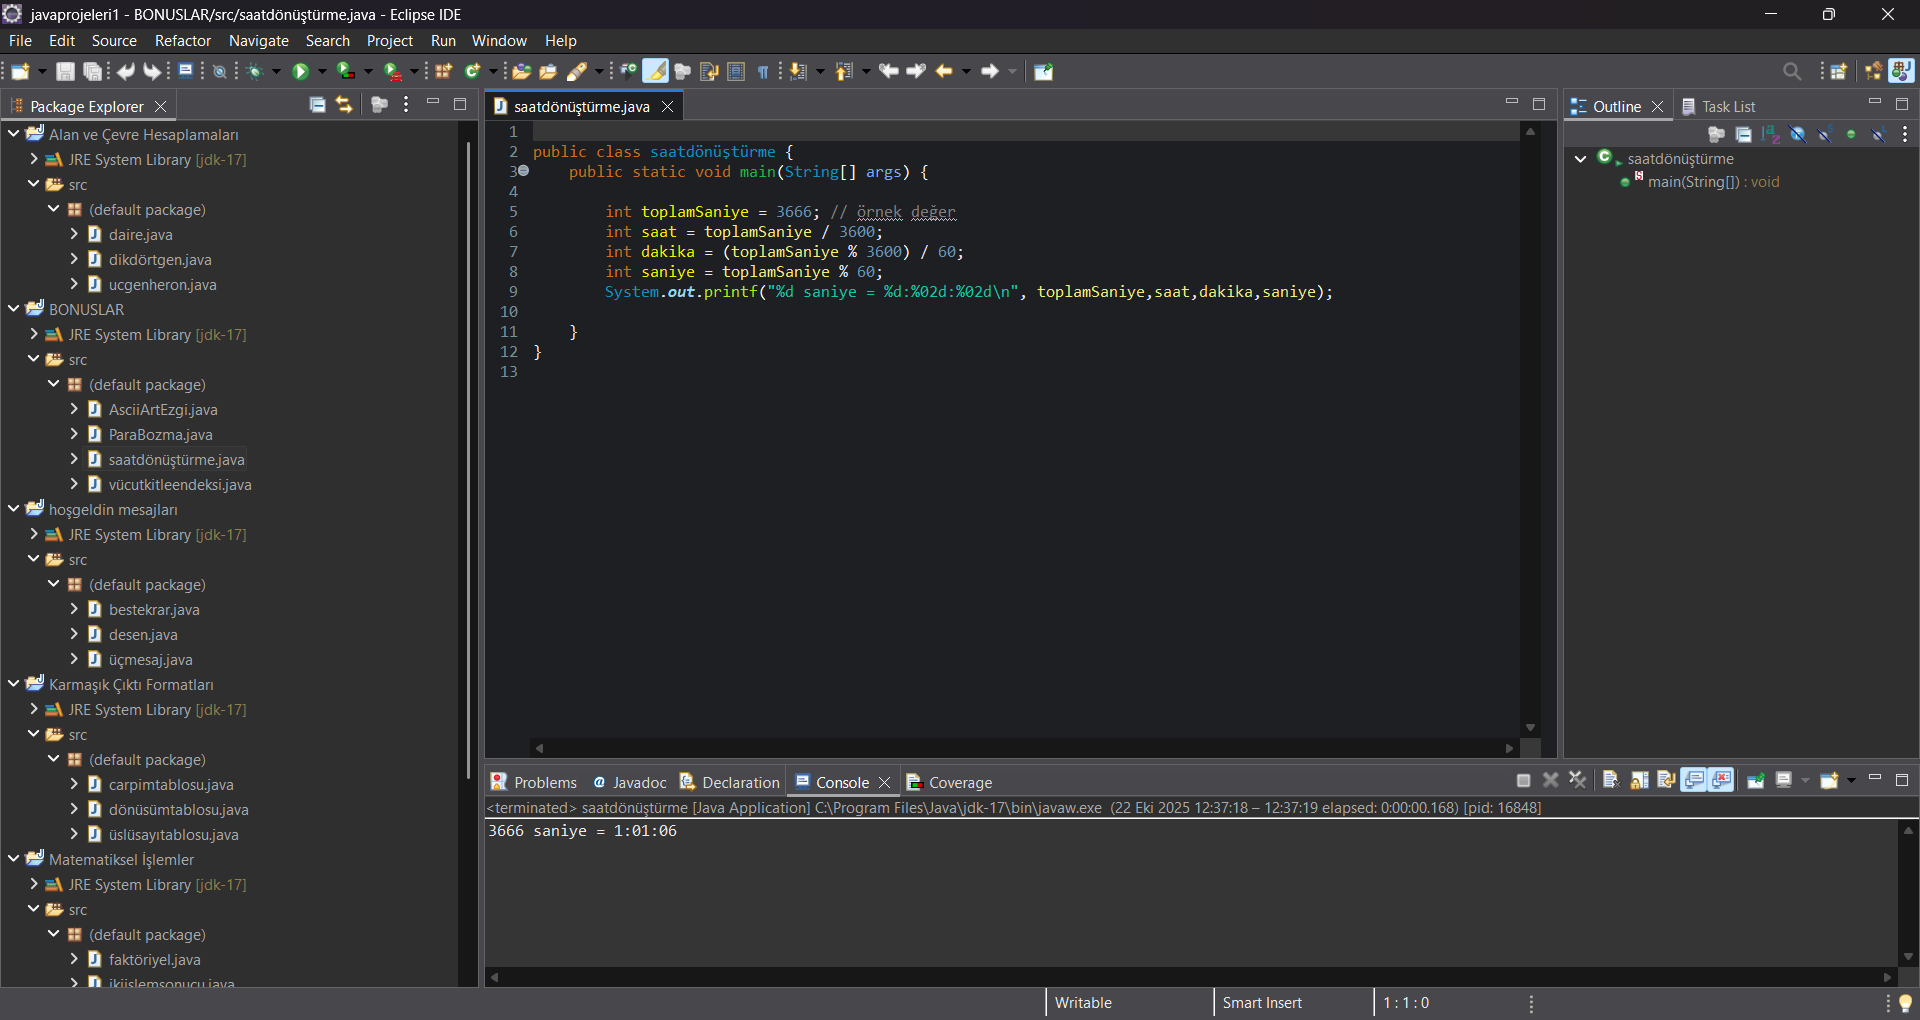 javaprojeleri1 - BONUSLAR/src/saatdönüştürme.java - Eclipse IDE
File Edit Source Refactor Navigate Search Project Run Window Help
Package Explorer
Alan ve Çevre Hesaplamaları
JRE System Library [jdk-17]
src
(default package)
daire.java
dikdörtgen.java
ucgenheron.java
BONUSLAR
JRE System Library [jdk-17]
src
(default package)
AsciiArtEzgi.java
ParaBozma.java
saatdönüştürme.java
vücutkitleendeksi.java
hoşgeldin mesajları
JRE System Library [jdk-17]
src
(default package)
bestekrar.java
desen.java
üçmesaj.java
Karmaşık Çıktı Formatları
JRE System Library [jdk-17]
src
(default package)
carpimtablosu.java
dönüsümtablosu.java
üslüsayıtablosu.java
Matematiksel İşlemler
JRE System Library [jdk-17]
src
(default package)
faktöriyel.java
ikiislemsonucu.java
saatdönüştürme.java
1
2 public class saatdönüştürme {
3 public static void main(String[] args) {
4
5 int toplamSaniye = 3666; // örnek değer
6 int saat = toplamSaniye / 3600;
7 int dakika = (toplamSaniye % 3600) / 60;
8 int saniye = toplamSaniye % 60;
9 System.out.printf("%d saniye = %d:%02d:%02d\n", toplamSaniye,saat,dakika,saniye);
10
11 }
12 }
13
Outline Task List
saatdönüştürme
main(String[]) : void
Problems @ Javadoc Declaration Console Coverage
<terminated> saatdönüştürme [Java Application] C:\Program Files\Java\jdk-17\bin\javaw.exe (22 Eki 2025 12:37:18 – 12:37:19 elapsed: 0:00:00.168) [pid: 16848]
3666 saniye = 1:01:06
Writable Smart Insert 1 : 1 : 0